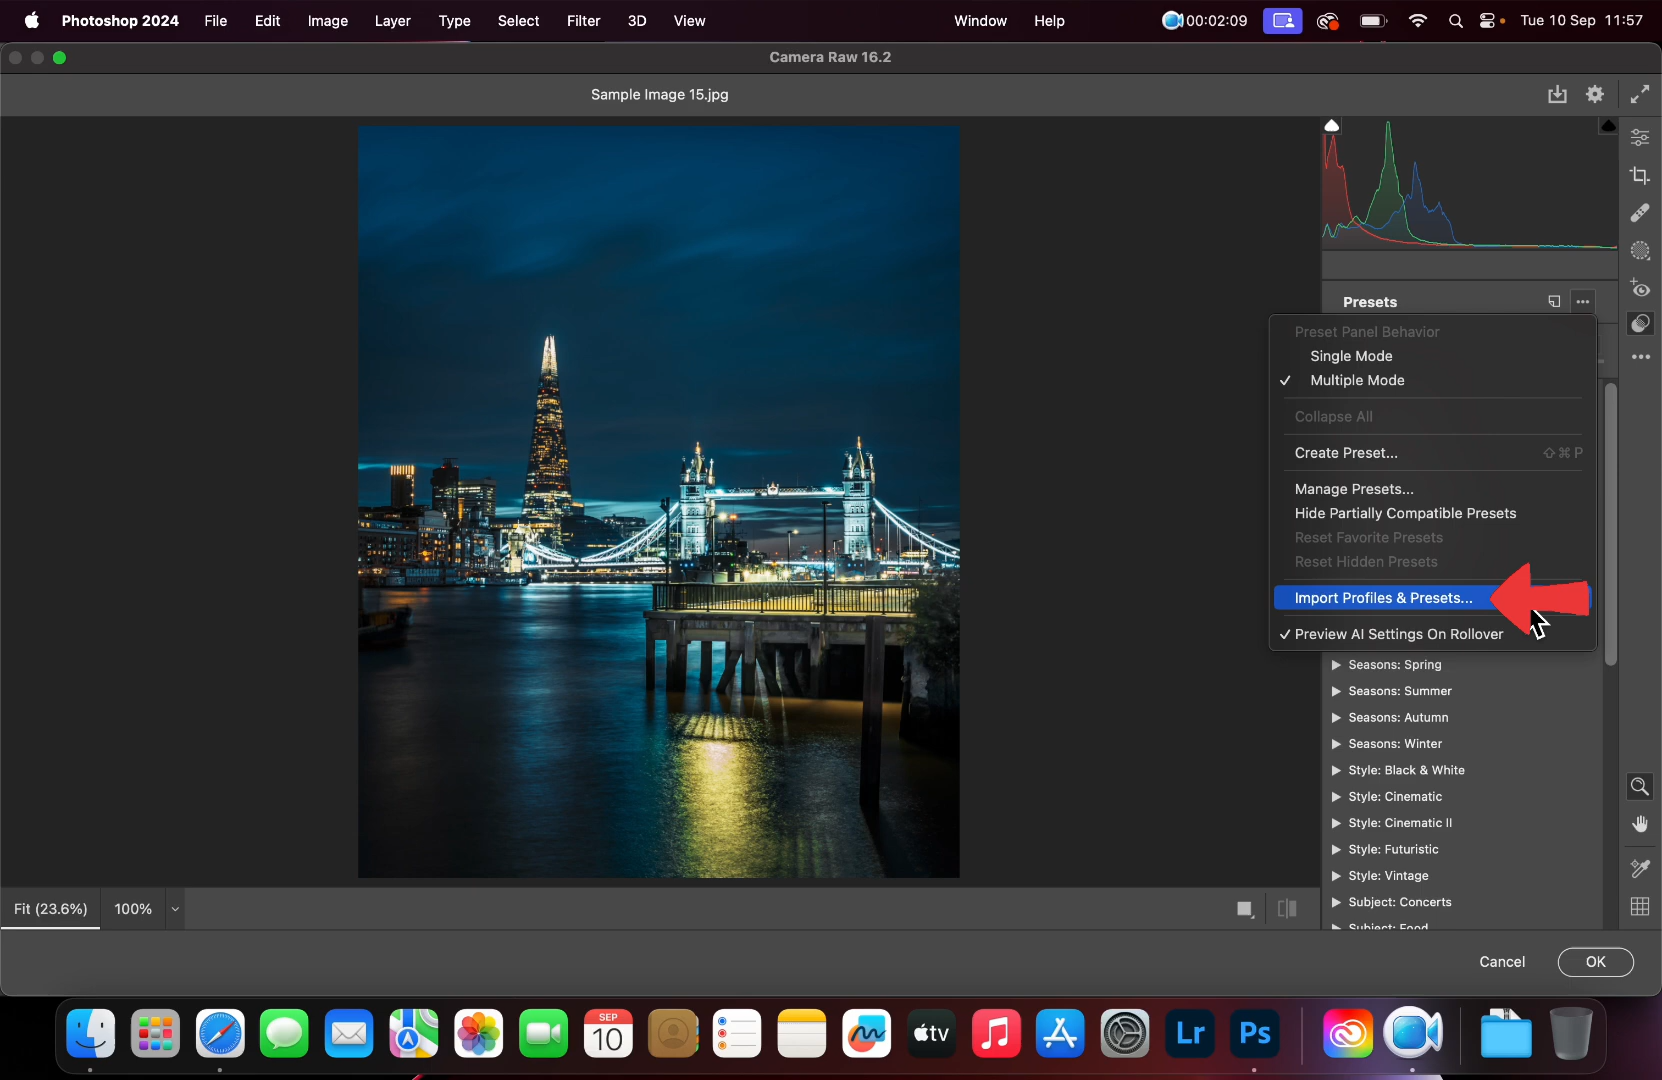 Photoshop 2024 File Edit Image Layer Type Select Filter 3D View Window Help 00:02:09 Tue 10 Sep 11:57
Camera Raw 16.2
Sample Image 15.jpg
Presets
Preset Panel Behavior
Single Mode
✓ Multiple Mode
Collapse All
Create Preset... ⇧⌘P
Manage Presets...
Hide Partially Compatible Presets
Reset Favorite Presets
Reset Hidden Presets
Import Profiles & Presets...
✓ Preview AI Settings On Rollover
Seasons: Spring
Seasons: Summer
Seasons: Autumn
Seasons: Winter
Style: Black & White
Style: Cinematic
Style: Cinematic II
Style: Futuristic
Style: Vintage
Subject: Concerts
Subject: Food
Fit (23.6%) 100%
Cancel OK
SEP
10
tv
Lr
Ps